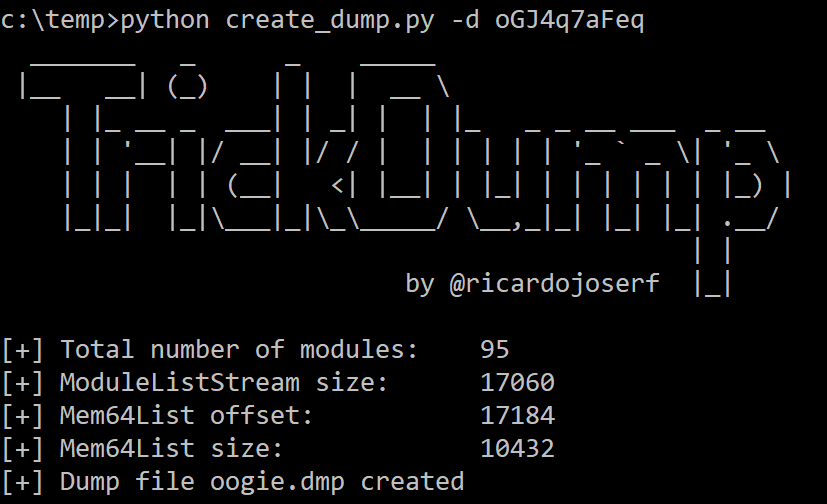 c:\temp>python create_dump.py -d oGJ4q7aFeq
TrickDump
by @ricardojoserf
[+] Total number of modules: 95
[+] ModuleListStream size: 17060
[+] Mem64List offset: 17184
[+] Mem64List size: 10432
[+] Dump file oogie.dmp created